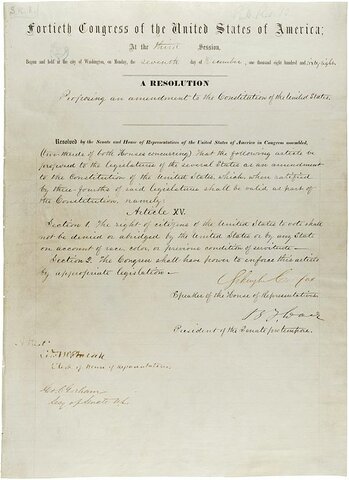 Fortieth Congress of the United States of America;
At the third Session,
Begun and held at the city of Washington, on Monday, the seventh day of December, one thousand eight hundred and sixty-eight.
A RESOLUTION
Proposing an amendment to the Constitution of the United States.
Resolved by the Senate and House of Representatives of the United States of America in Congress assembled,
(two-thirds of both Houses concurring) That the following article be
proposed to the legislatures of the several States as an amendment
to the Constitution of the United States which, when ratified
by three-fourths of said legislatures shall be valid as part of
the Constitution, namely:
Article XV.
Section 1. The right of citizens of the United States to vote shall
not be denied or abridged by the United States or by any State
on account of race, color, or previous condition of servitude—
Section 2. The Congress shall have power to enforce this article
by appropriate legislation—
Schuyler Colfax
Speaker of the House of Representatives.
B. F. Wade
President of the Senate pro tempore.
Attest
Clerk of House of Representatives
Geo. C. Gorham
Secy of Senate U.S.